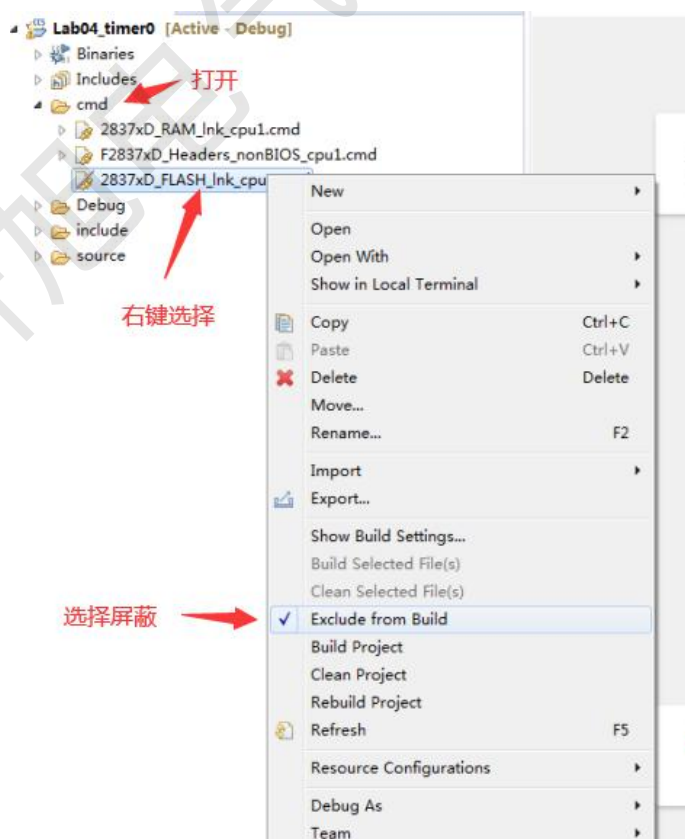 Lab04_timer0 [Active - Debug]
Binaries
Includes
打开
cmd
2837xD_RAM_lnk_cpu1.cmd
F2837xD_Headers_nonBIOS_cpu1.cmd
2837xD_FLASH_lnk_cpu
Debug
include
source
右键选择
New
Open
Open With
Show in Local Terminal
Copy Ctrl+C
Paste Ctrl+V
Delete Delete
Move...
Rename... F2
Import
Export...
Show Build Settings...
Build Selected File(s)
Clean Selected File(s)
选择屏蔽
Exclude from Build
Build Project
Clean Project
Rebuild Project
Refresh F5
Resource Configurations
Debug As
Team